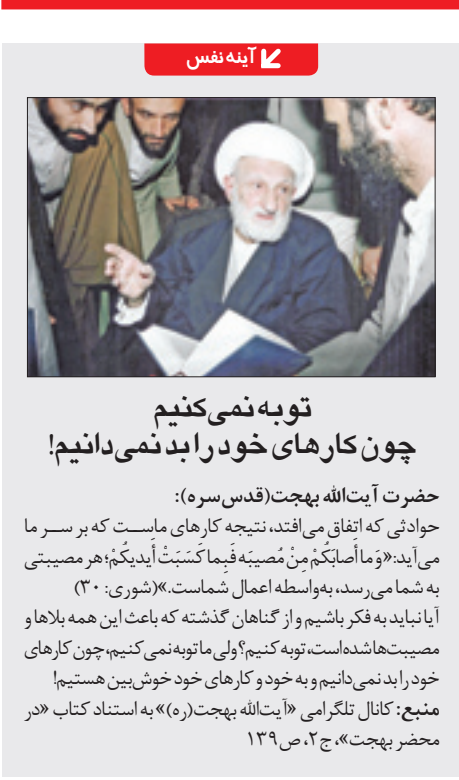 آینه نفس
توبه نمی‌کنیم
چون کارهای خود را بد نمی‌دانیم!
حضرت آیت‌الله بهجت(قدس‌سره):
حوادثی که اتفاق می‌افتد، نتیجه کارهای ماست که بر سر ما
می‌آید:«وَ ما أَصابَکُمْ مِنْ مُصیبَه فَبِما کَسَبَتْ أَیدیکُمْ؛ هر مصیبتی
به شما می‌رسد، به‌واسطه اعمال شماست.»(شوری: ۳۰)
آیا نباید به فکر باشیم و از گناهان گذشته که باعث این همه بلاها و
مصیبت‌ها شده‌است، توبه کنیم؟ ولی ما توبه نمی‌کنیم، چون کارهای
خود را بد نمی‌دانیم و به خود و کارهای خود خوش‌بین هستیم!
منبع: کانال تلگرامی «آیت‌الله بهجت(ره)» به استناد کتاب «در
محضر بهجت»، ج۲، ص۱۳۹